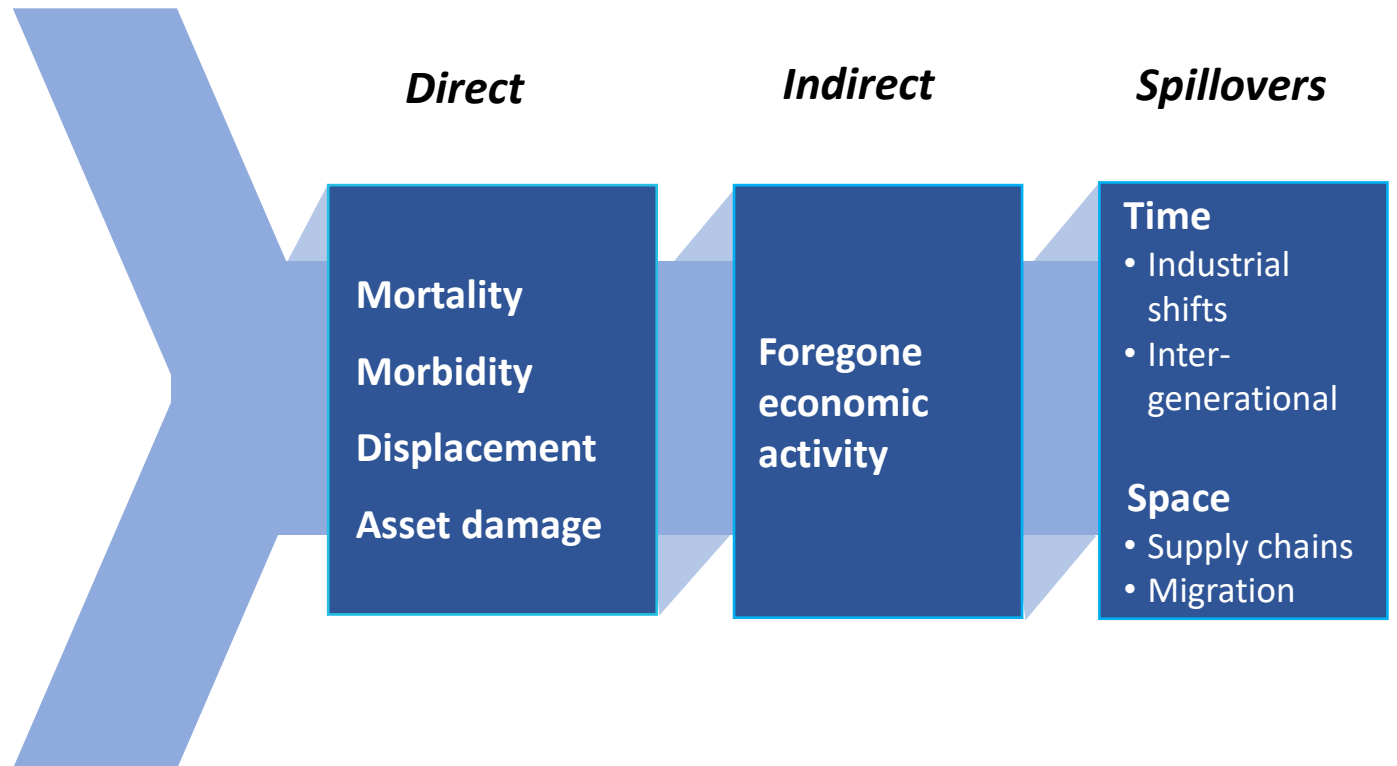 Direct
Indirect
Spillovers
Mortality
Morbidity
Displacement
Asset damage
Foregone
economic
activity
Time
• Industrial
shifts
• Inter-
generational
Space
• Supply chains
• Migration